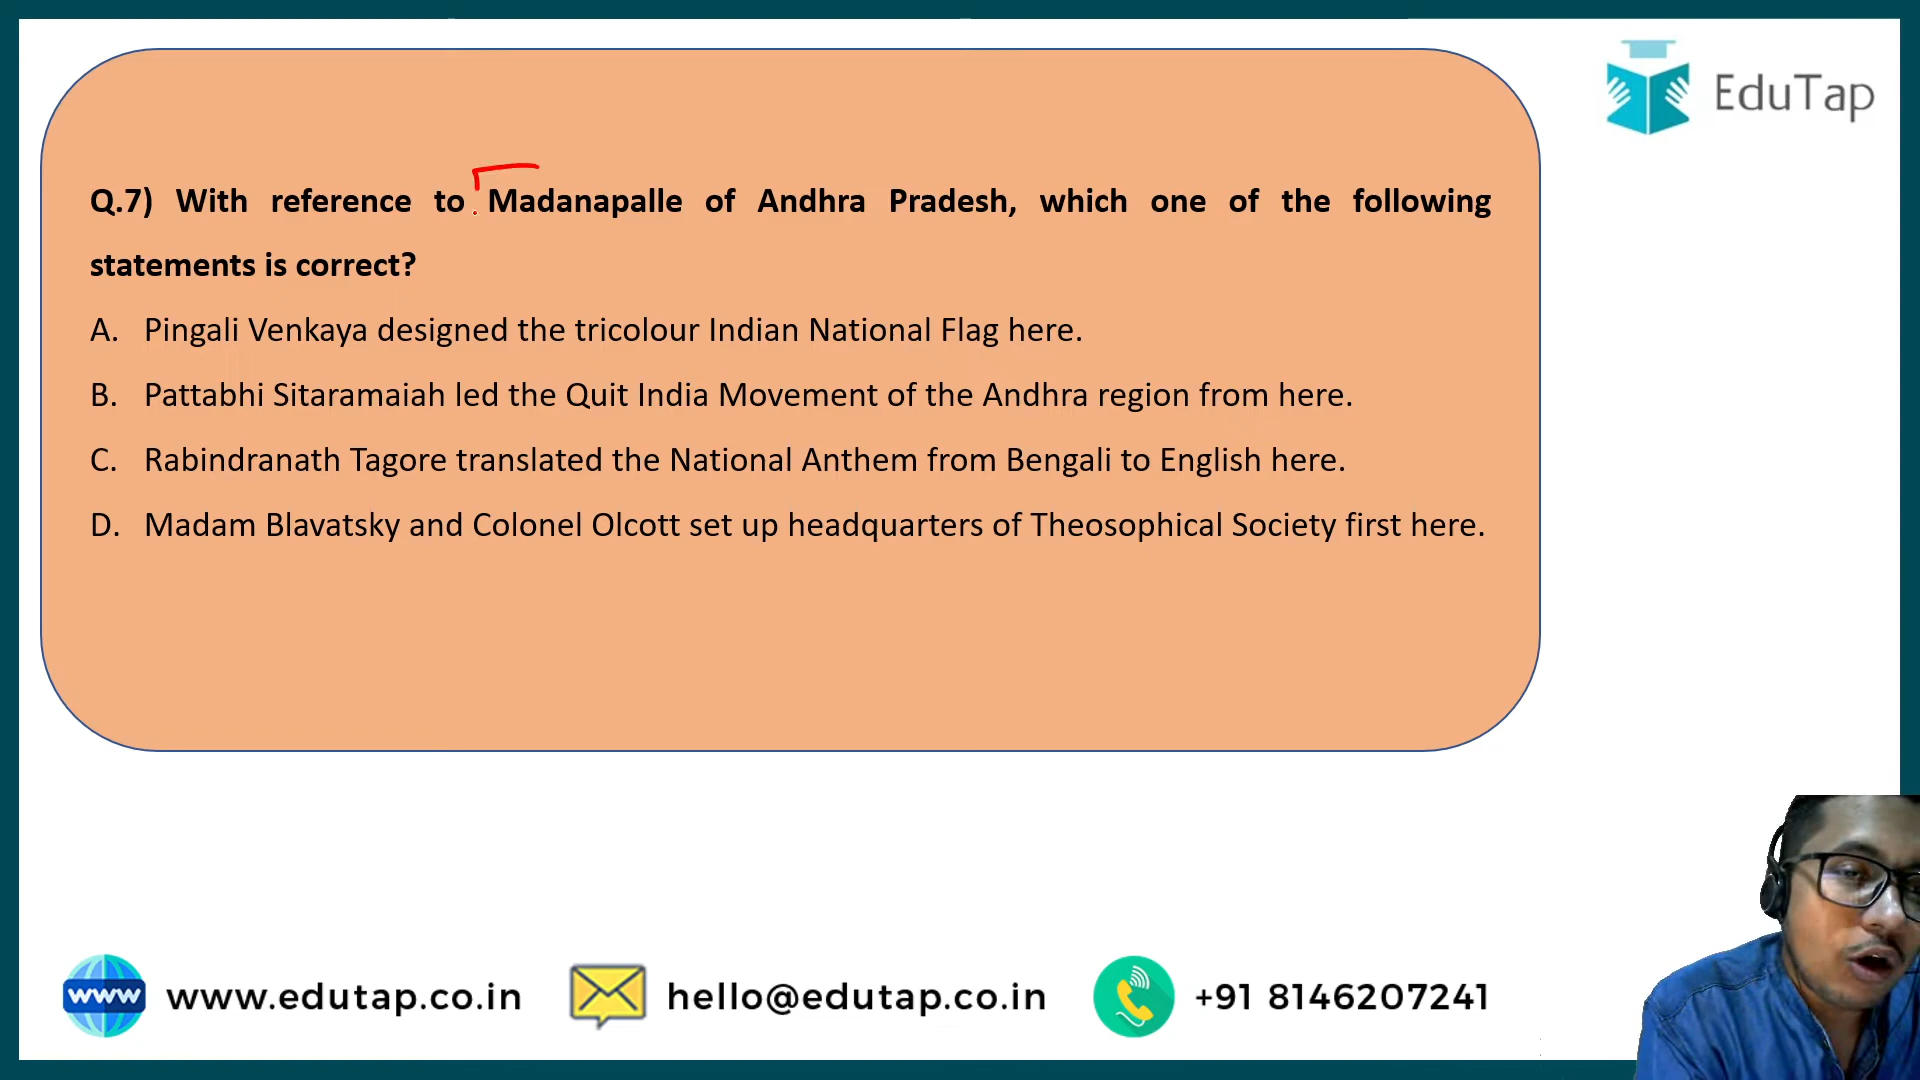 EduTap
Q.7) With reference to Madanapalle of Andhra Pradesh, which one of the following
statements is correct?
A. Pingali Venkaya designed the tricolour Indian National Flag here.
B. Pattabhi Sitaramaiah led the Quit India Movement of the Andhra region from here.
C. Rabindranath Tagore translated the National Anthem from Bengali to English here.
D. Madam Blavatsky and Colonel Olcott set up headquarters of Theosophical Society first here.
www www.edutap.co.in hello@edutap.co.in +91 8146207241